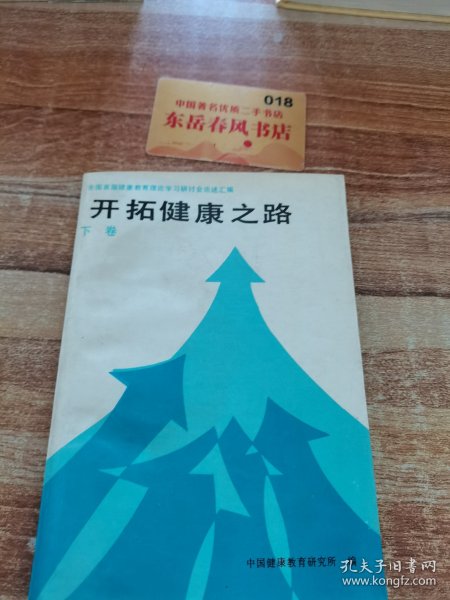 018
中国著名优质二手书店
东岳春风书店
全国首届健康教育理论学习研讨会论述汇编
开拓健康之路
下 卷
中国健康教育研究所 编
孔夫子旧书网
www.kongfz.com